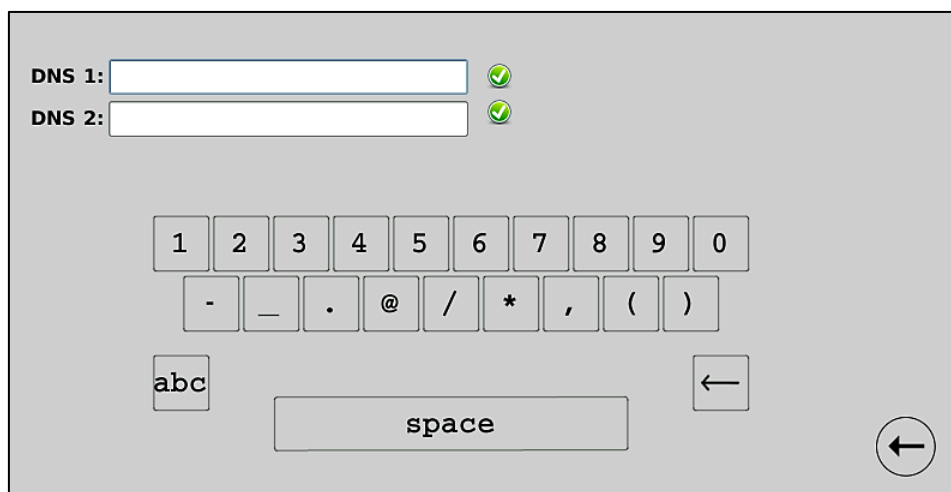 DNS 1:
DNS 2:
1 2 3 4 5 6 7 8 9 0
- _ . @ / * , ( )
abc ←
space
←